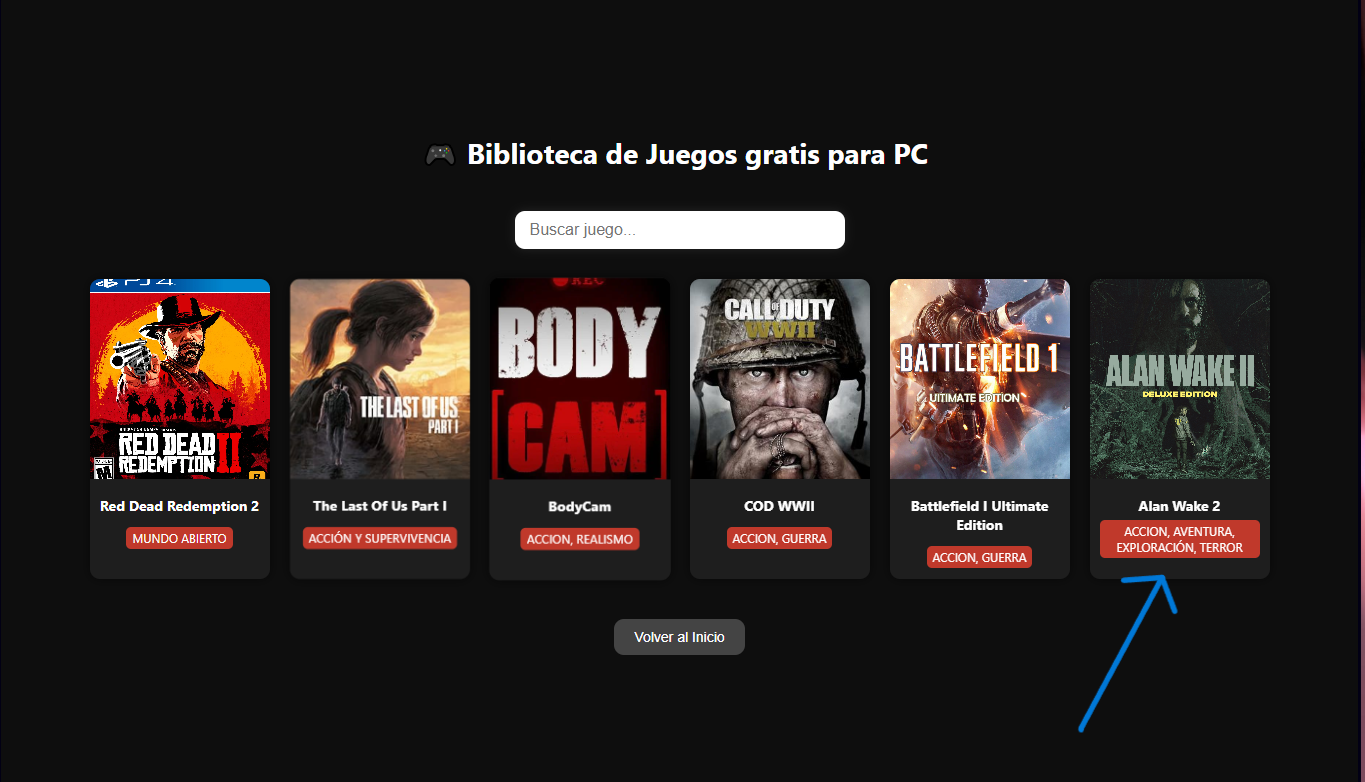 Biblioteca de Juegos gratis para PC
Buscar juego...
PS4
RED DEAD
REDEMPTION II
THE LAST OF US
PART I
REC
BODY
CAM
CALL OF DUTY
WWII
BATTLEFIELD 1
ULTIMATE EDITION
ALAN WAKE II
DELUXE EDITION
Red Dead Redemption 2
MUNDO ABIERTO
The Last Of Us Part I
ACCIÓN Y SUPERVIVENCIA
BodyCam
ACCION, REALISMO
COD WWII
ACCION, GUERRA
Battlefield I Ultimate
Edition
ACCION, GUERRA
Alan Wake 2
ACCION, AVENTURA,
EXPLORACIÓN, TERROR
Volver al Inicio